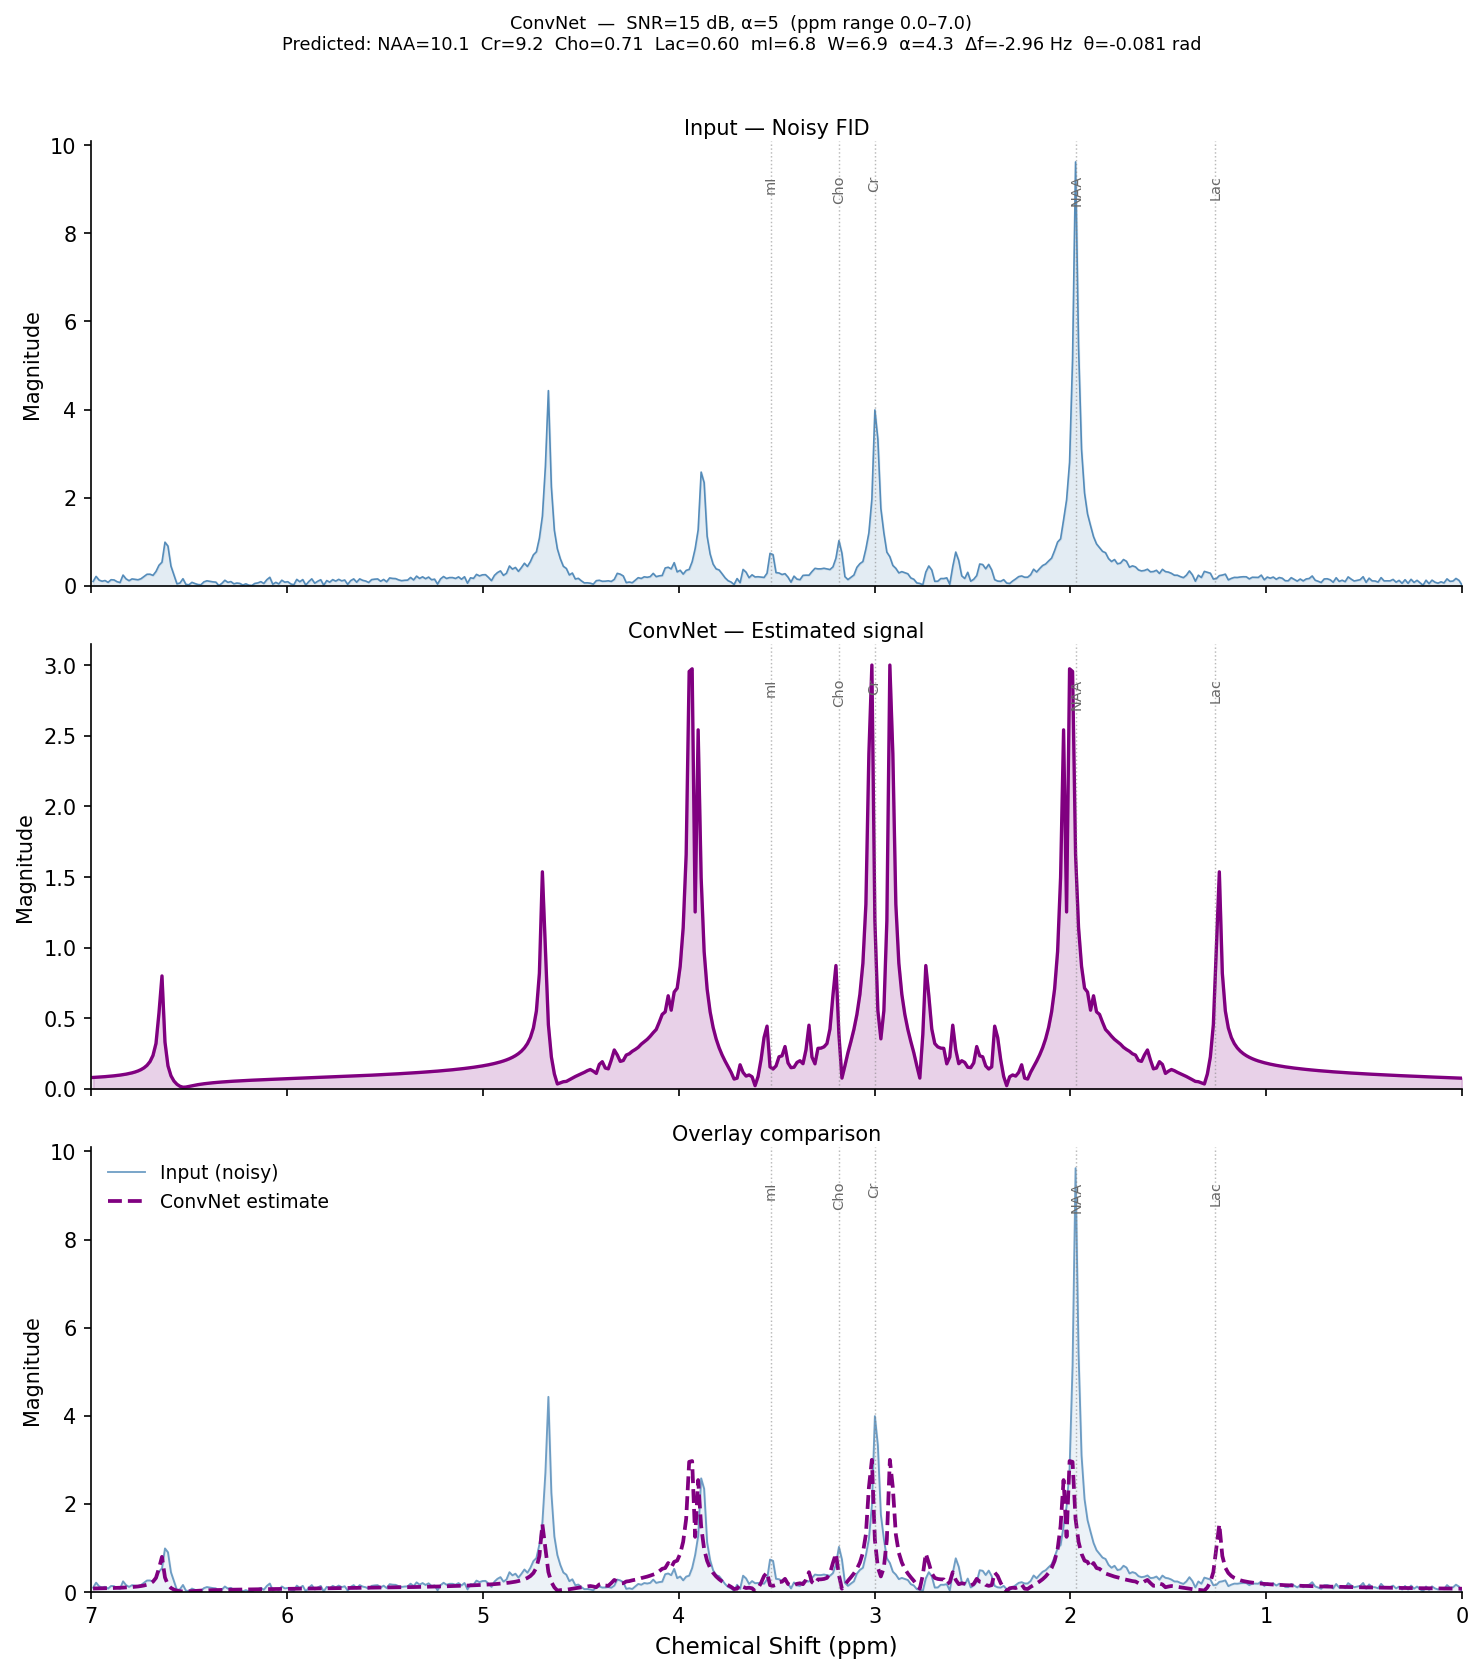 ConvNet — SNR=15 dB, α=5 (ppm range 0.0–7.0)
Predicted: NAA=10.1 Cr=9.2 Cho=0.71 Lac=0.60 mI=6.8 W=6.9 α=4.3 Δf=-2.96 Hz θ=-0.081 rad
Input — Noisy FID
Magnitude
10
8
6
4
2
0
mI
Cho
Cr
NAA
Lac
ConvNet — Estimated signal
Magnitude
3.0
2.5
2.0
1.5
1.0
0.5
0.0
mI
Cho
Cr
NAA
Lac
Overlay comparison
Input (noisy)
ConvNet estimate
Magnitude
10
8
6
4
2
0
mI
Cho
Cr
NAA
Lac
7 6 5 4 3 2 1 0
Chemical Shift (ppm)